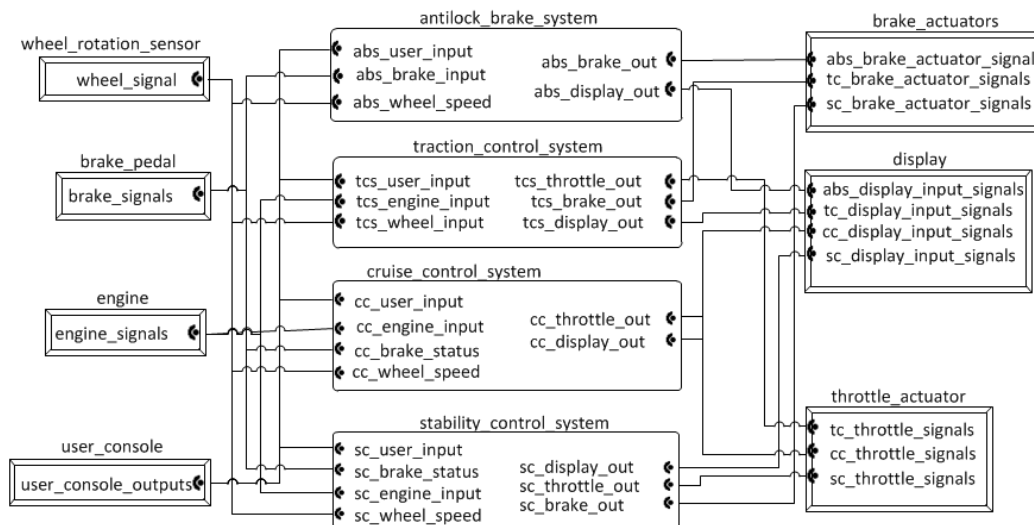 wheel_rotation_sensor
wheel_signal
brake_pedal
brake_signals
engine
engine_signals
user_console
user_console_outputs
antilock_brake_system
abs_user_input
abs_brake_input
abs_wheel_speed
abs_brake_out
abs_display_out
traction_control_system
tcs_user_input
tcs_engine_input
tcs_wheel_input
tcs_throttle_out
tcs_brake_out
tcs_display_out
cruise_control_system
cc_user_input
cc_engine_input
cc_brake_status
cc_wheel_speed
cc_throttle_out
cc_display_out
stability_control_system
sc_user_input
sc_brake_status
sc_engine_input
sc_wheel_speed
sc_display_out
sc_throttle_out
sc_brake_out
brake_actuators
abs_brake_actuator_signal
tc_brake_actuator_signals
sc_brake_actuator_signals
display
abs_display_input_signals
tc_display_input_signals
cc_display_input_signals
sc_display_input_signals
throttle_actuator
tc_throttle_signals
cc_throttle_signals
sc_throttle_signals